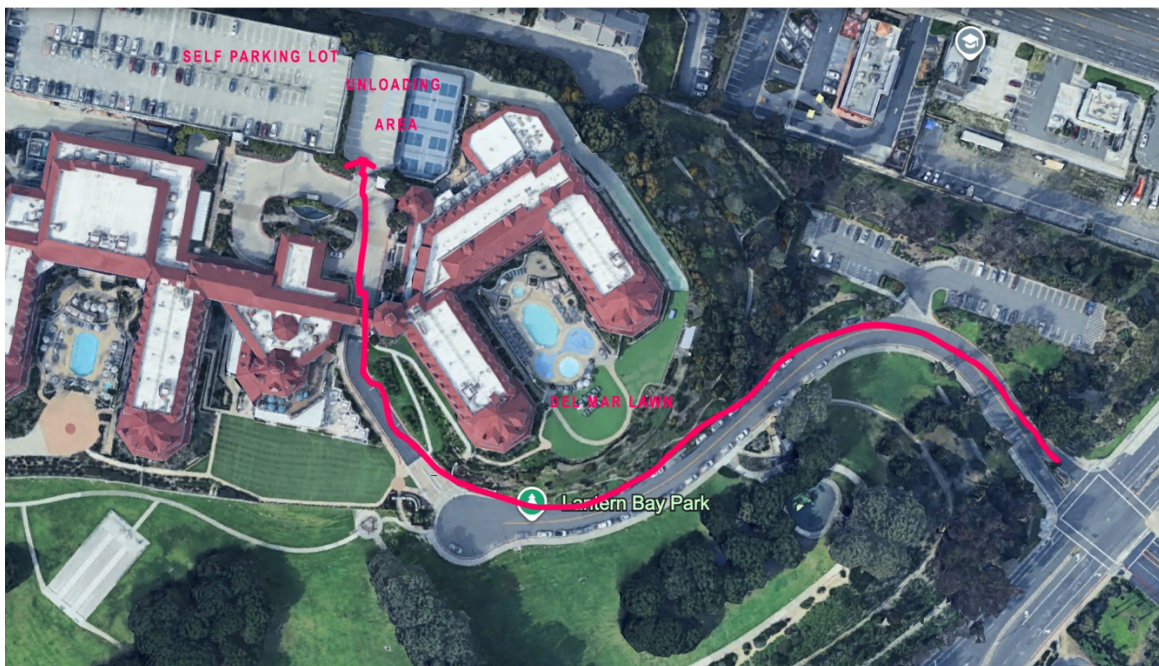 SELF PARKING LOT
UNLOADING
AREA
DEL MAR LAWN
Lantern Bay Park